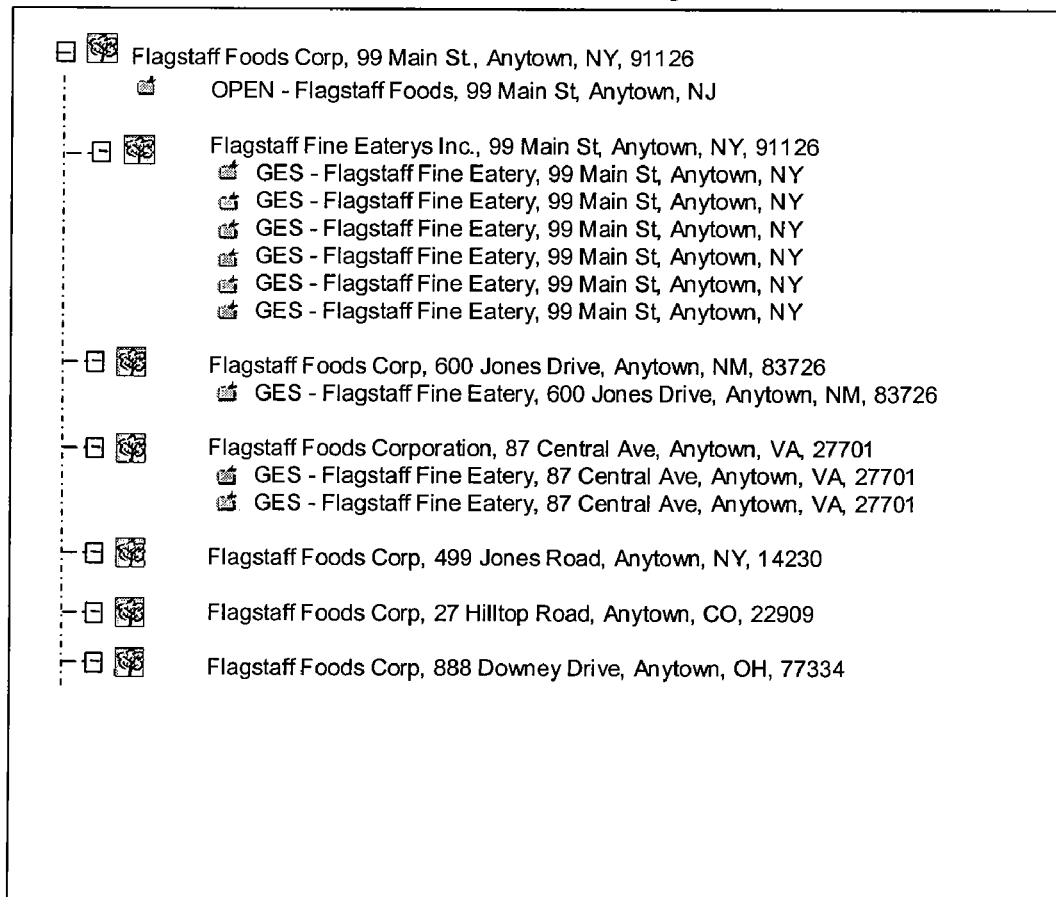 Flagstaff Foods Corp, 99 Main St., Anytown, NY, 91126
OPEN - Flagstaff Foods, 99 Main St, Anytown, NJ
Flagstaff Fine Eaterys Inc., 99 Main St, Anytown, NY, 91126
GES - Flagstaff Fine Eatery, 99 Main St, Anytown, NY
GES - Flagstaff Fine Eatery, 99 Main St, Anytown, NY
GES - Flagstaff Fine Eatery, 99 Main St, Anytown, NY
GES - Flagstaff Fine Eatery, 99 Main St, Anytown, NY
GES - Flagstaff Fine Eatery, 99 Main St, Anytown, NY
GES - Flagstaff Fine Eatery, 99 Main St, Anytown, NY
Flagstaff Foods Corp, 600 Jones Drive, Anytown, NM, 83726
GES - Flagstaff Fine Eatery, 600 Jones Drive, Anytown, NM, 83726
Flagstaff Foods Corporation, 87 Central Ave, Anytown, VA, 27701
GES - Flagstaff Fine Eatery, 87 Central Ave, Anytown, VA, 27701
GES - Flagstaff Fine Eatery, 87 Central Ave, Anytown, VA, 27701
Flagstaff Foods Corp, 499 Jones Road, Anytown, NY, 14230
Flagstaff Foods Corp, 27 Hilltop Road, Anytown, CO, 22909
Flagstaff Foods Corp, 888 Downey Drive, Anytown, OH, 77334